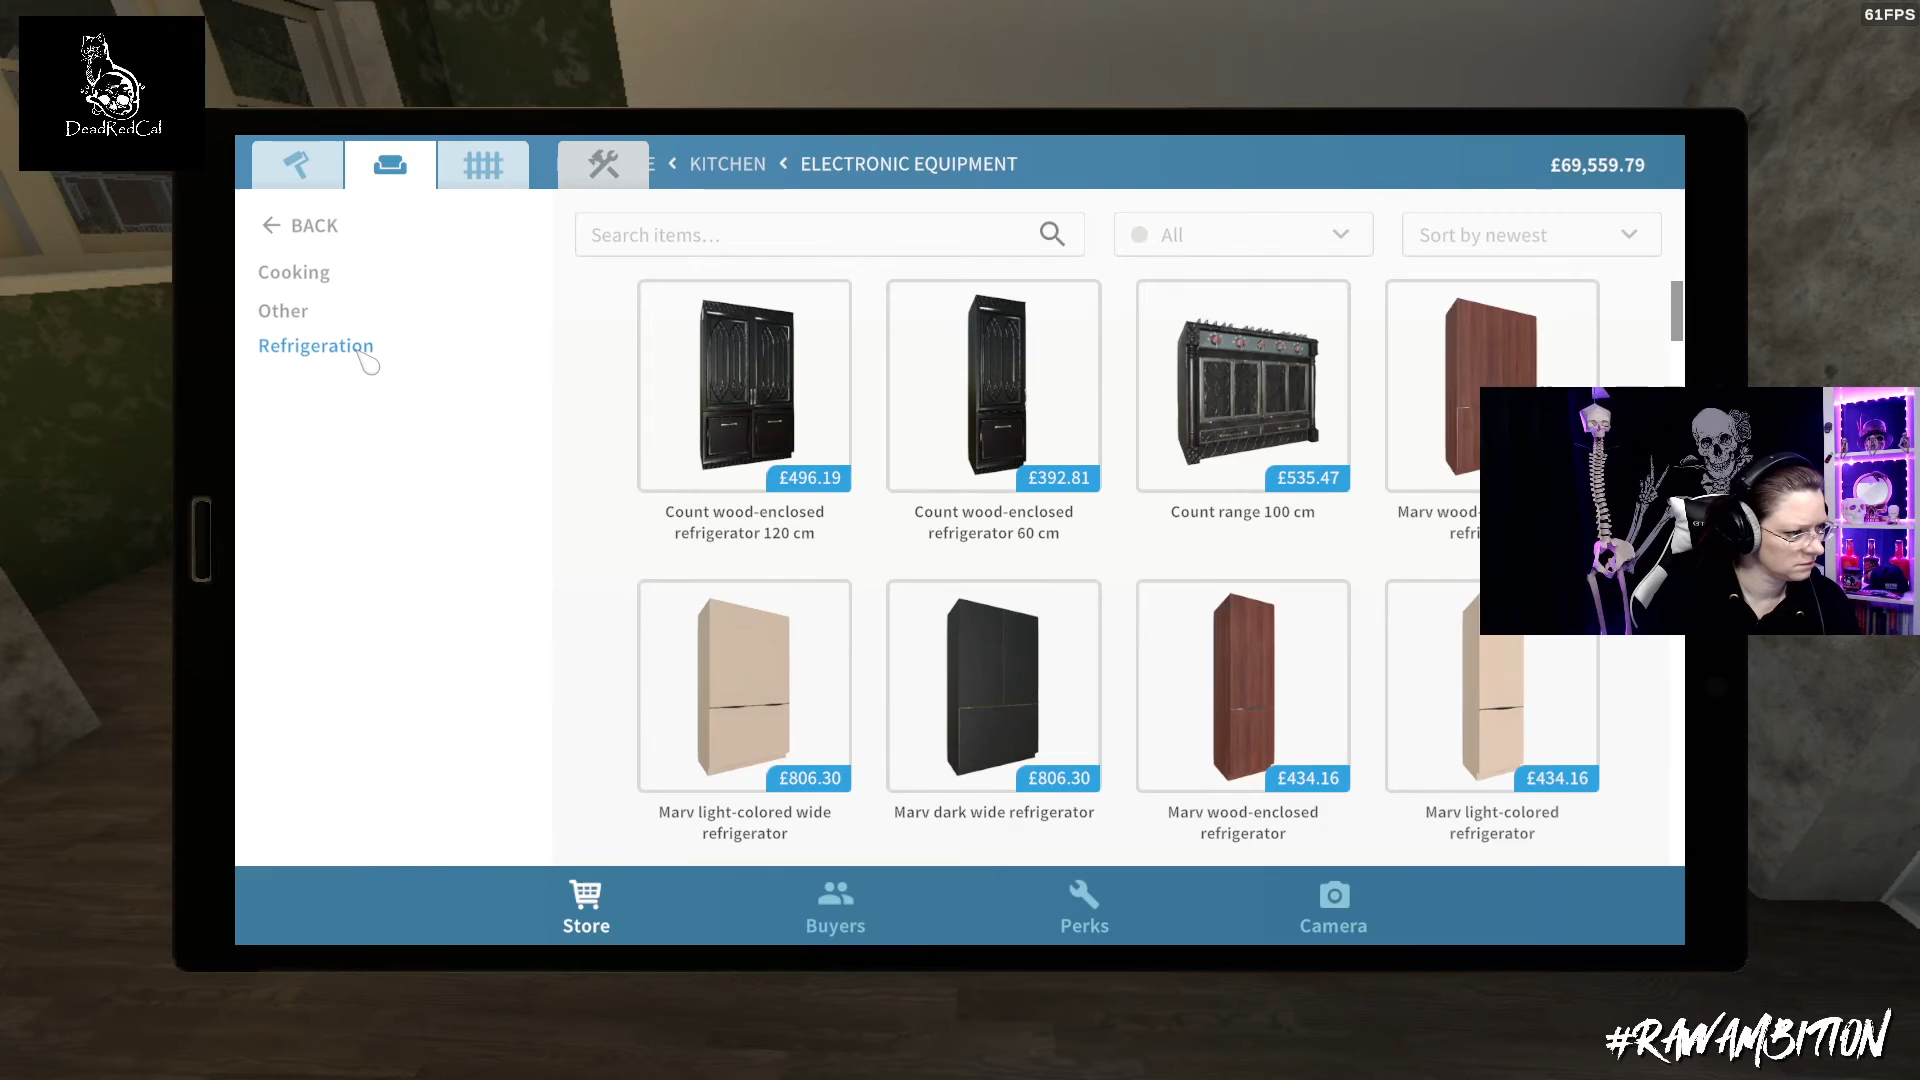 61FPS
DeadRedCal
KITCHEN
ELECTRONIC EQUIPMENT
£69,559.79
BACK
Search items...
All
Sort by newest
Cooking
Other
Refrigeration
£496.19
£392.81
£535.47
Count wood-enclosed
refrigerator 120 cm
Count wood-enclosed
refrigerator 60 cm
Count range 100 cm
Marv wood-
refri
£806.30
£806.30
£434.16
£434.16
Marv light-colored wide
refrigerator
Marv dark wide refrigerator
Marv wood-enclosed
refrigerator
Marv light-colored
refrigerator
Store
Buyers
Perks
Camera
#RAWAMBITION